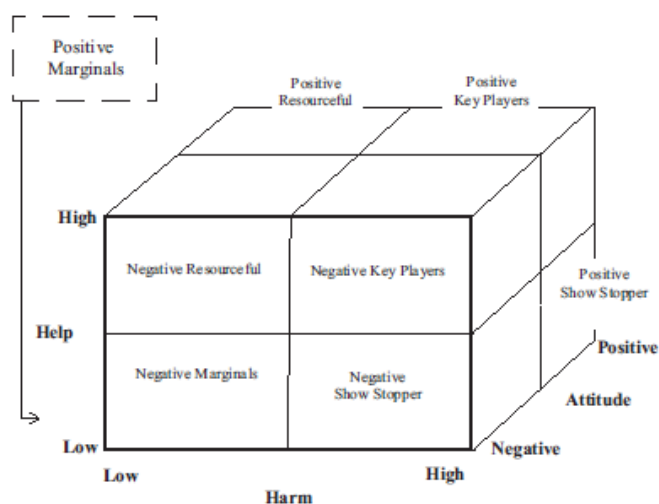 Positive
Marginals
Positive
Resourceful
Positive
Key Players
High
Negative Resourceful
Negative Key Players
Positive
Show Stopper
Help
Positive
Negative Marginals
Negative
Show Stopper
Attitude
Low
Negative
Low
High
Harm